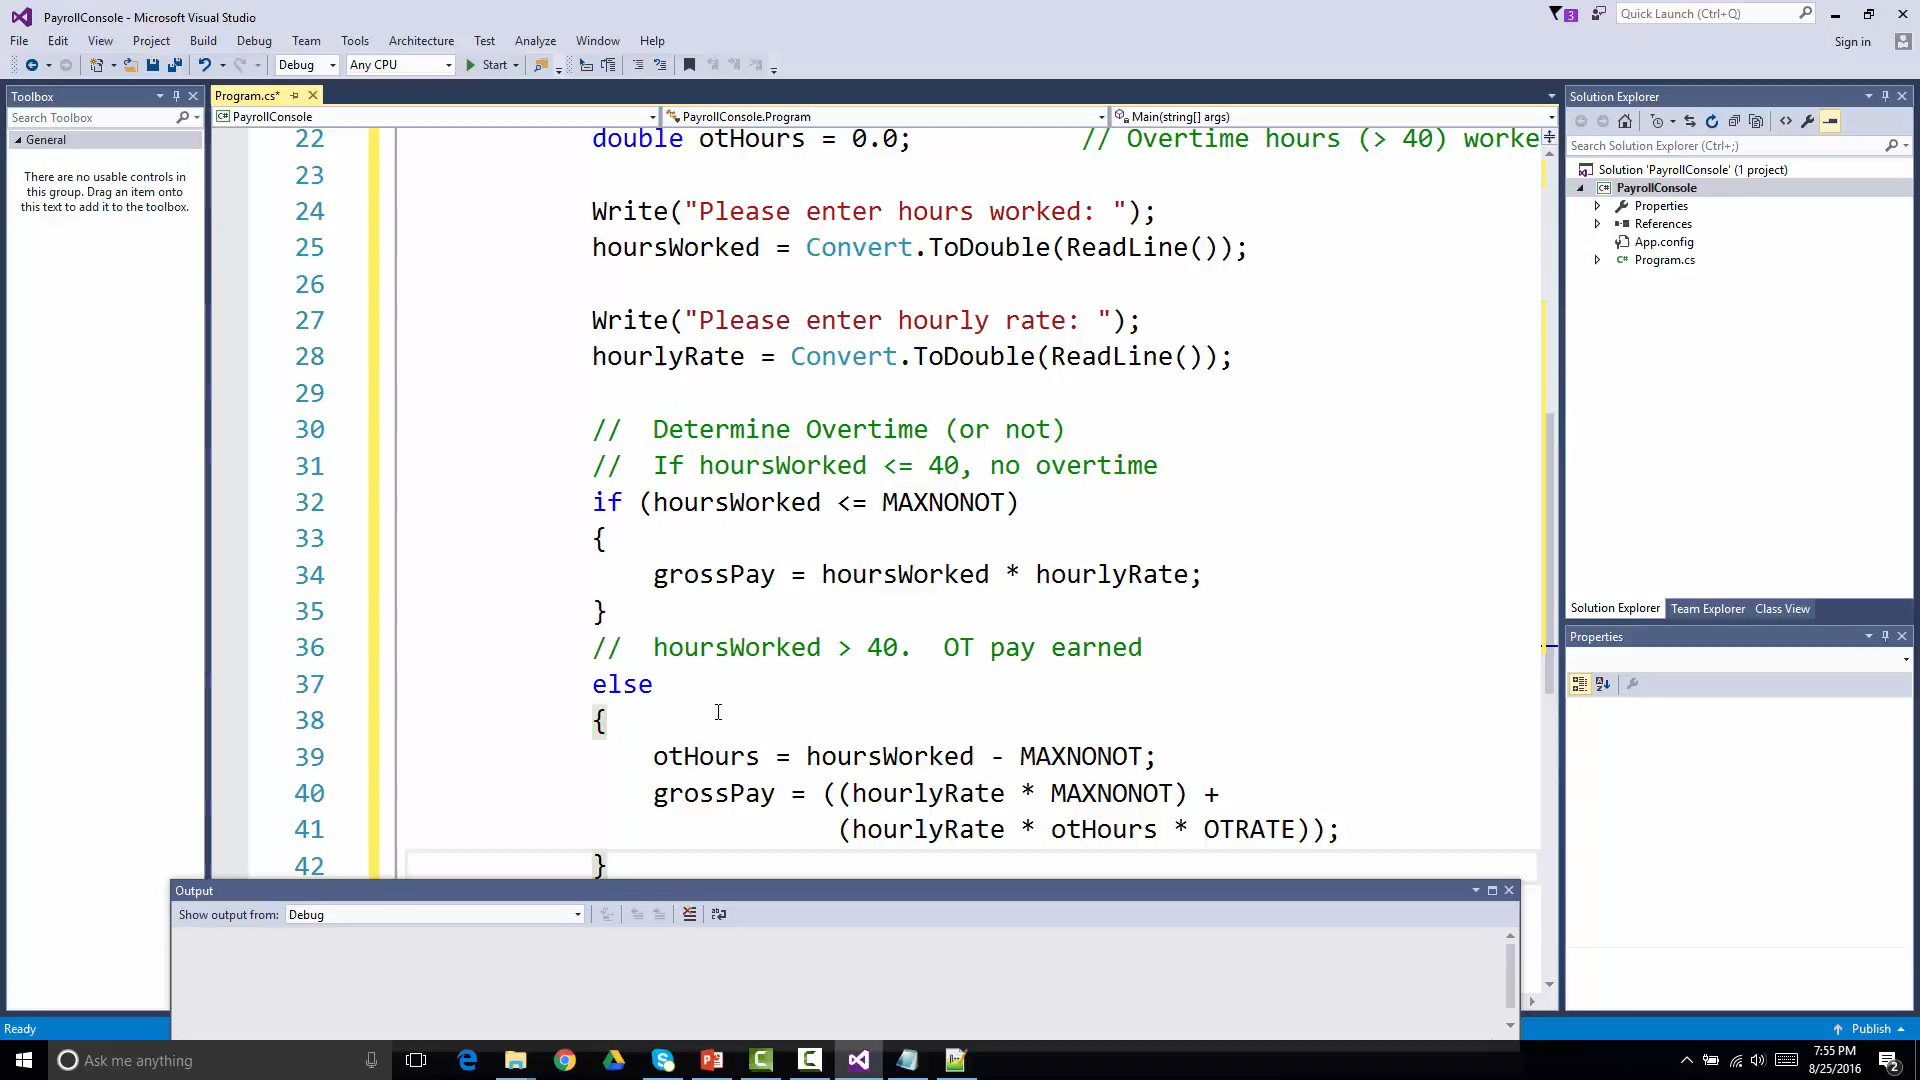 PayrollConsole - Microsoft Visual Studio
3
Quick Launch (Ctrl+Q)
File Edit View Project Build Debug Team Tools Architecture Test Analyze Window Help
Sign in
Debug Any CPU Start
Toolbox
Search Toolbox
General
There are no usable controls in
this group. Drag an item onto
this text to add it to the toolbox.
Program.cs*
PayrollConsole PayrollConsole.Program Main(string[] args)
22 double otHours = 0.0; // Overtime hours (> 40) worke
23
24 Write("Please enter hours worked: ");
25 hoursWorked = Convert.ToDouble(ReadLine());
26
27 Write("Please enter hourly rate: ");
28 hourlyRate = Convert.ToDouble(ReadLine());
29
30 // Determine Overtime (or not)
31 // If hoursWorked <= 40, no overtime
32 if (hoursWorked <= MAXNONOT)
33 {
34 grossPay = hoursWorked * hourlyRate;
35 }
36 // hoursWorked > 40. OT pay earned
37 else
38 {
39 otHours = hoursWorked - MAXNONOT;
40 grossPay = ((hourlyRate * MAXNONOT) +
41 (hourlyRate * otHours * OTRATE));
42 }
Output
Show output from: Debug
Solution Explorer
Search Solution Explorer (Ctrl+;)
Solution 'PayrollConsole' (1 project)
PayrollConsole
Properties
References
App.config
Program.cs
Solution Explorer Team Explorer Class View
Properties
Ready
Publish
Ask me anything
7:55 PM
8/25/2016
2